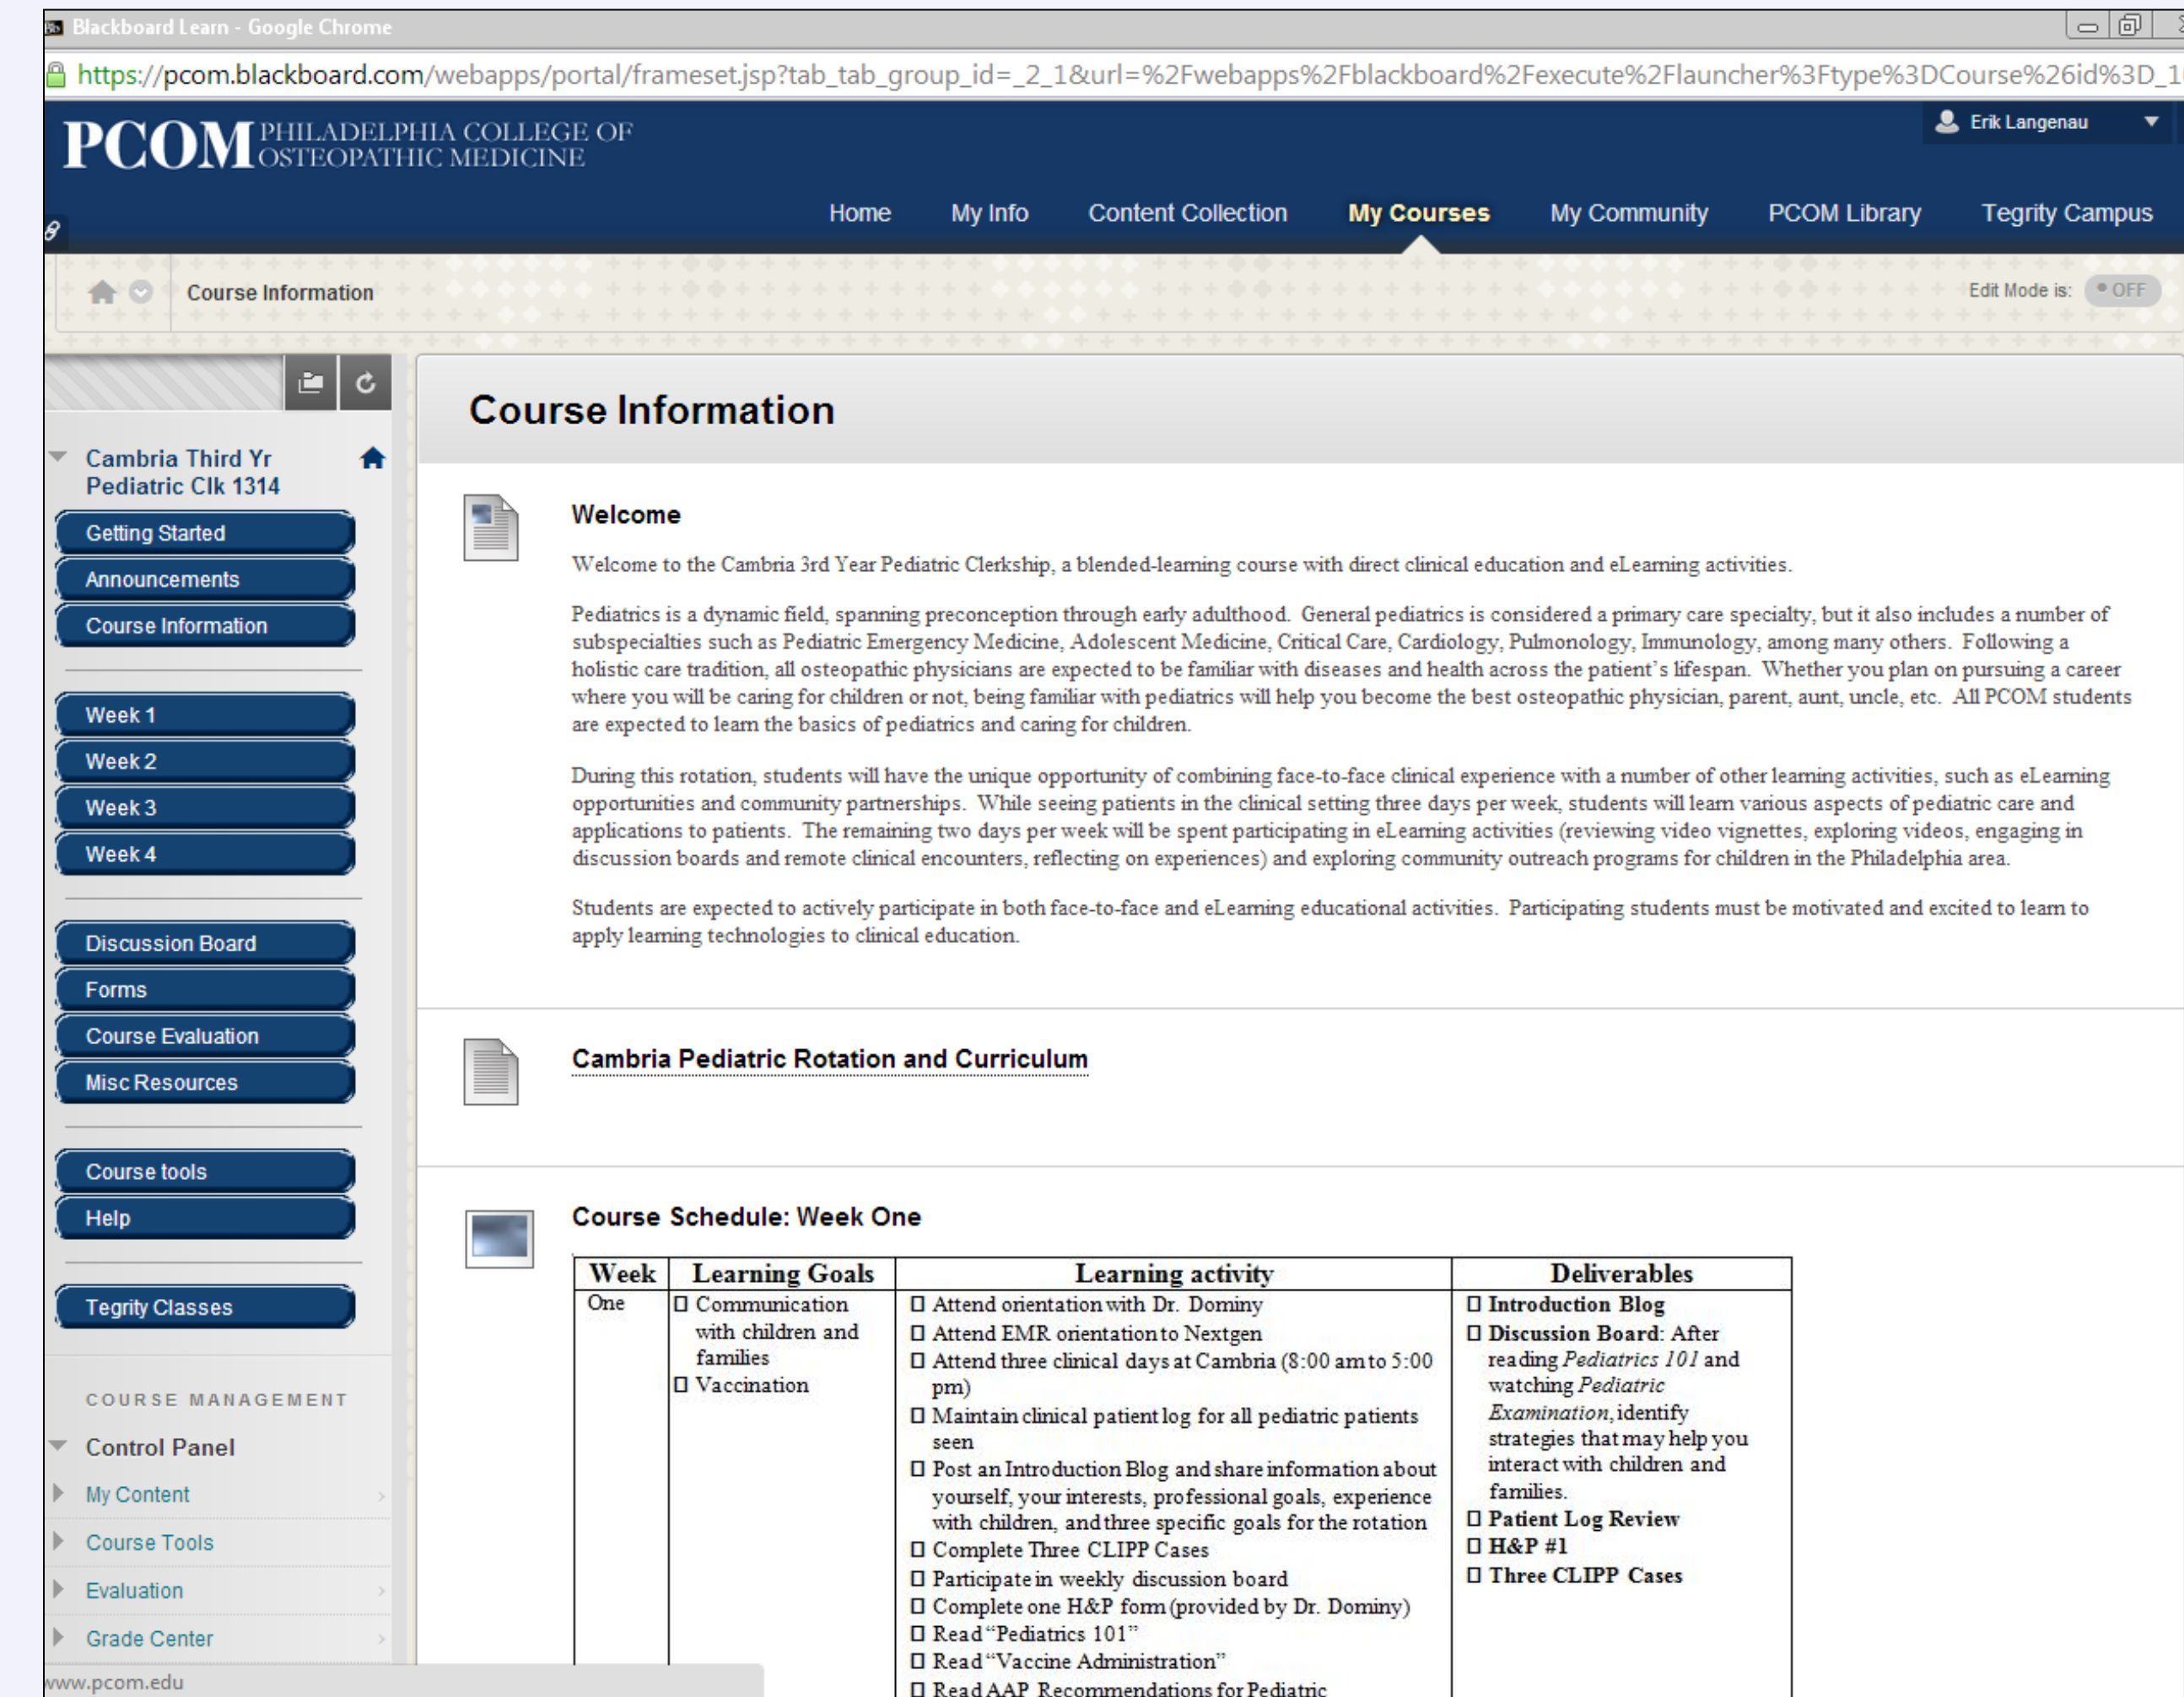 Blackboard Learn - Google Chrome
https://pcom.blackboard.com/webapps/portal/frameset.jsp?tab_tab_group_id=_2_1&url=%2Fwebapps%2Fblackboard%2Fexecute%2Flauncher%3Ftype%3DCourse%26id%3D_1
PCOM PHILADELPHIA COLLEGE OF
OSTEOPATHIC MEDICINE
Erik Langenau
Home My Info Content Collection My Courses My Community PCOM Library Tegrity Campus
Course Information
Edit Mode is: OFF
Cambria Third Yr
Pediatric Clk 1314
Getting Started
Announcements
Course Information
Week 1
Week 2
Week 3
Week 4
Discussion Board
Forms
Course Evaluation
Misc Resources
Course tools
Help
Tegrity Classes
COURSE MANAGEMENT
Control Panel
My Content
Course Tools
Evaluation
Grade Center
www.pcom.edu
Course Information
Welcome
Welcome to the Cambria 3rd Year Pediatric Clerkship, a blended-learning course with direct clinical education and eLearning activities.
Pediatrics is a dynamic field, spanning preconception through early adulthood. General pediatrics is considered a primary care specialty, but it also includes a number of
subspecialties such as Pediatric Emergency Medicine, Adolescent Medicine, Critical Care, Cardiology, Pulmonology, Immunology, among many others. Following a
holistic care tradition, all osteopathic physicians are expected to be familiar with diseases and health across the patient's lifespan. Whether you plan on pursuing a career
where you will be caring for children or not, being familiar with pediatrics will help you become the best osteopathic physician, parent, aunt, uncle, etc. All PCOM students
are expected to learn the basics of pediatrics and caring for children.
During this rotation, students will have the unique opportunity of combining face-to-face clinical experience with a number of other learning activities, such as eLearning
opportunities and community partnerships. While seeing patients in the clinical setting three days per week, students will learn various aspects of pediatric care and
applications to patients. The remaining two days per week will be spent participating in eLearning activities (reviewing video vignettes, exploring videos, engaging in
discussion boards and remote clinical encounters, reflecting on experiences) and exploring community outreach programs for children in the Philadelphia area.
Students are expected to actively participate in both face-to-face and eLearning educational activities. Participating students must be motivated and excited to learn to
apply learning technologies to clinical education.
Cambria Pediatric Rotation and Curriculum
Course Schedule: Week One
Week Learning Goals Learning activity Deliverables
One
Communication
with children and
families
Vaccination
Attend orientation with Dr. Dominy
Attend EMR orientation to Nextgen
Attend three clinical days at Cambria (8:00 am to 5:00
pm)
Maintain clinical patient log for all pediatric patients
seen
Post an Introduction Blog and share information about
yourself, your interests, professional goals, experience
with children, and three specific goals for the rotation
Complete Three CLIPP Cases
Participate in weekly discussion board
Complete one H&P form (provided by Dr. Dominy)
Read "Pediatrics 101"
Read "Vaccine Administration"
Read AAP Recommendations for Pediatric
Introduction Blog
Discussion Board: After
reading Pediatrics 101 and
watching Pediatric
Examination, identify
strategies that may help you
interact with children and
families.
Patient Log Review
H&P #1
Three CLIPP Cases